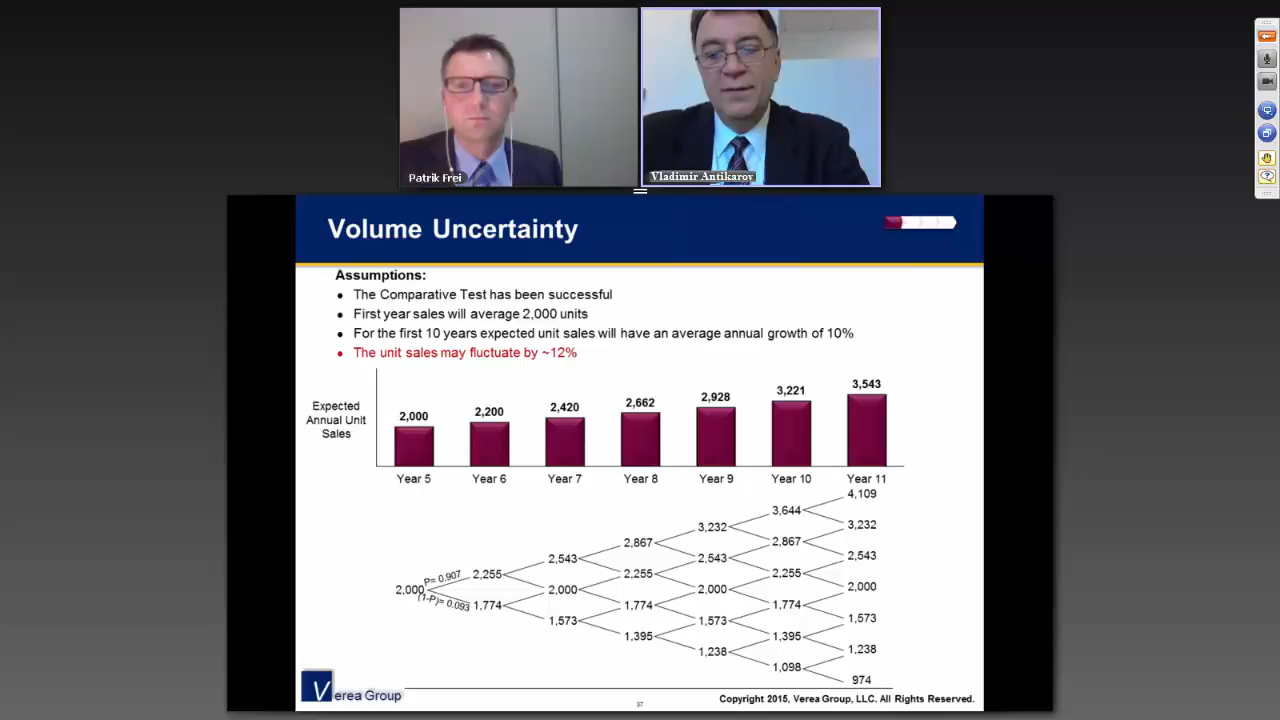 Patrik Frei
Vladimir Antikarov
Volume Uncertainty
Assumptions:
• The Comparative Test has been successful
• First year sales will average 2,000 units
• For the first 10 years expected unit sales will have an average annual growth of 10%
• The unit sales may fluctuate by ~12%
Expected
Annual Unit
Sales
2,000 2,200 2,420 2,662 2,928 3,221 3,543
Year 5 Year 6 Year 7 Year 8 Year 9 Year 10 Year 11
4,109
3,644
3,232 3,232
2,867 2,867
2,543 2,543 2,543
P= 0.907 2,255 2,255 2,255
2,000 2,000 2,000 2,000
(1-P)= 0.093 1,774 1,774 1,774
1,573 1,573 1,573
1,395 1,395
1,238 1,238
1,098
974
Verea Group
Copyright 2015, Verea Group, LLC. All Rights Reserved.
37